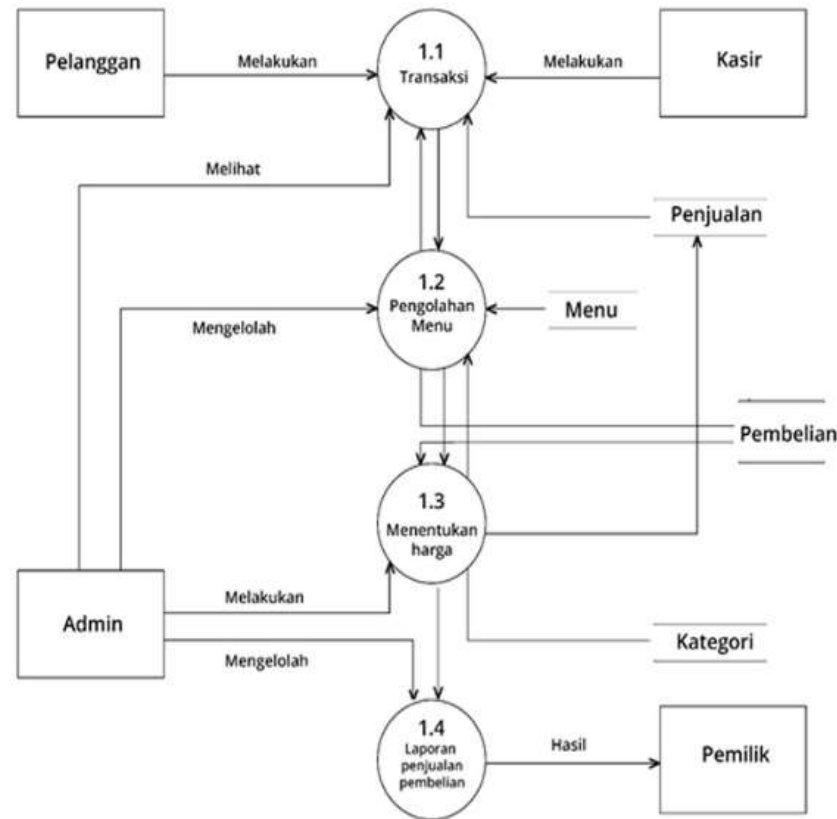 Pelanggan
Melakukan
1.1
Transaksi
Melakukan
Kasir
Melihat
Penjualan
1.2
Pengolahan
Menu
Mengelolah
Menu
Pembelian
1.3
Menentukan
harga
Admin
Melakukan
Mengelolah
Kategori
1.4
Laporan
penjualan
pembelian
Hasil
Pemilik